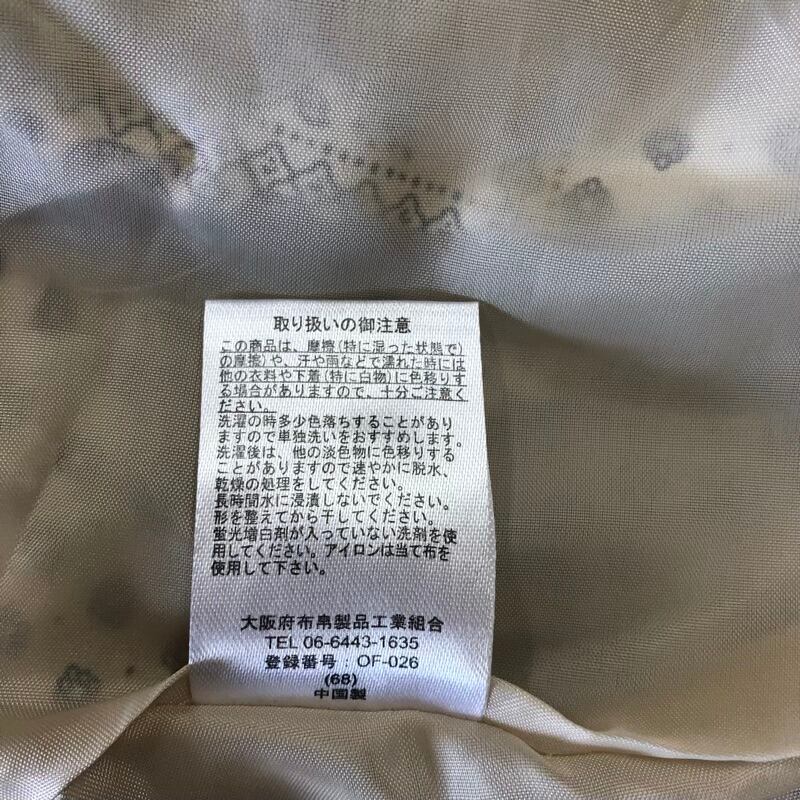 取り扱いの御注意
この商品は、摩擦(特に湿った状態で)
の摩擦)や、汗や雨などで濡れた時には
他の衣料や下着(特に白物)に色移りす
る場合がありますので、十分ご注意く
ださい。
洗濯の時多少色落ちすることがあり
ますので単独洗いをおすすめします。
洗濯後は、他の淡色物に色移りする
ことがありますので速やかに脱水、
乾燥の処理をしてください。
長時間水に浸漬しないでください。
形を整えてから干してください。
蛍光増白剤が入っていない洗剤を使
用してください。アイロンは当て布を
使用して下さい。
大阪府布帛製品工業組合
TEL 06-6443-1635
登録番号：OF-026
(68)
中国製